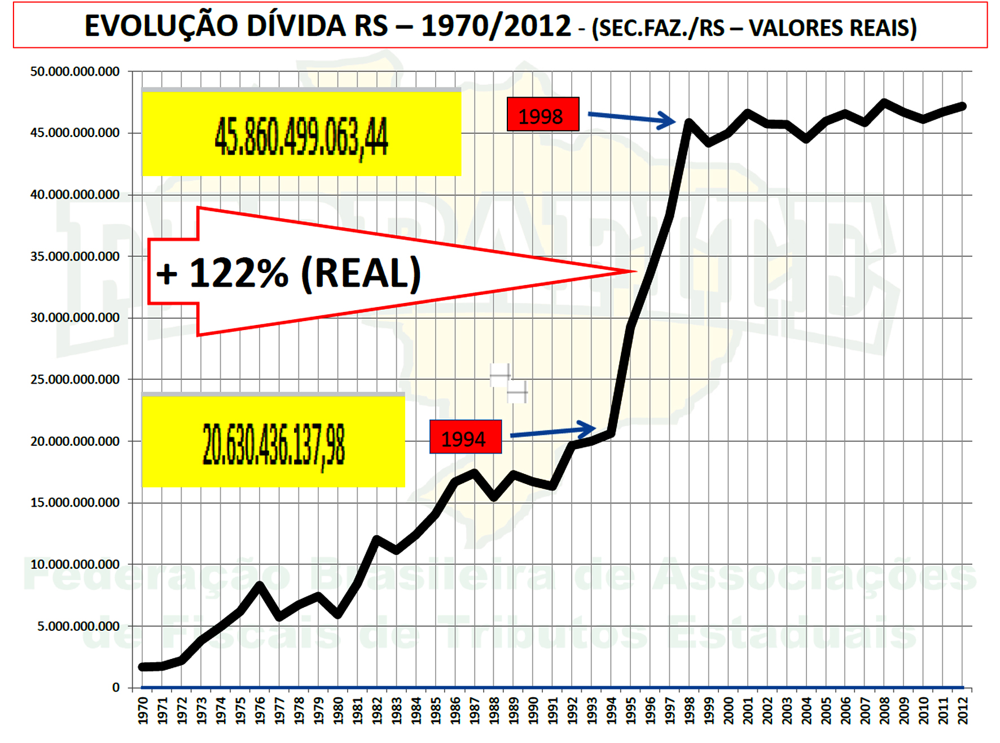 EVOLUÇÃO DÍVIDA RS – 1970/2012 - (SEC.FAZ./RS – VALORES REAIS)
50.000.000.000
45.000.000.000
40.000.000.000
35.000.000.000
30.000.000.000
25.000.000.000
20.000.000.000
15.000.000.000
10.000.000.000
5.000.000.000
0
45.860.499.063,44
1998
+ 122% (REAL)
20.630.436.137,98
1994
FEBRAFITE
Federação Brasileira de Associações
de Fiscais de Tributos Estaduais
1970 1971 1972 1973 1974 1975 1976 1977 1978 1979 1980 1981 1982 1983 1984 1985 1986 1987 1988 1989 1990 1991 1992 1993 1994 1995 1996 1997 1998 1999 2000 2001 2002 2003 2004 2005 2006 2007 2008 2009 2010 2011 2012